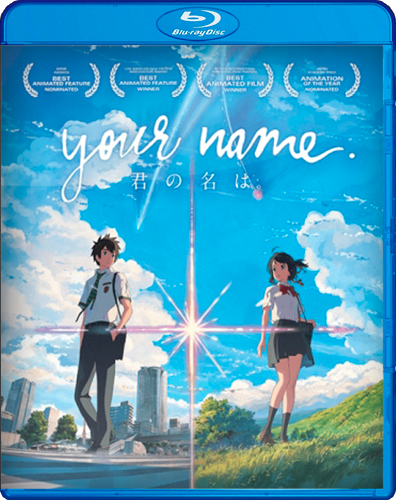 Blu-ray Disc
BEST
ANIMATED FEATURE
NOMINATED
BEST
ANIMATED FEATURE
WINNER
BEST
ANIMATED FILM
WINNER
ANIMATION
OF THE YEAR
NOMINATED
your name.
君の名は。